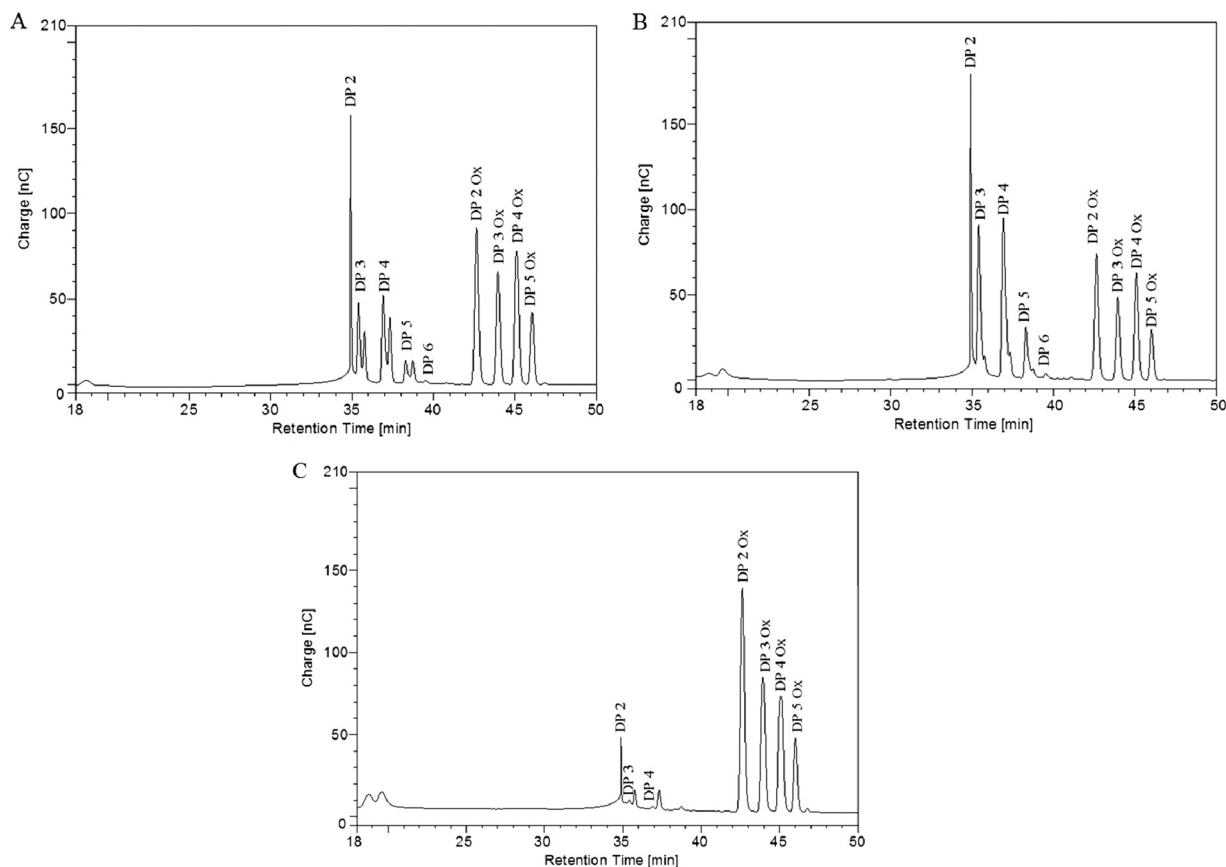 A
210
150
100
50
0
Charge [nC]
DP 2
DP 3
DP 4
DP 5
DP 6
DP 2 Ox
DP 3 Ox
DP 4 Ox
DP 5 Ox
18 25 30 35 40 45 50
Retention Time [min]
B
210
150
100
50
0
Charge [nC]
DP 2
DP 3
DP 4
DP 5
DP 6
DP 2 Ox
DP 3 Ox
DP 4 Ox
DP 5 Ox
18 25 30 35 40 45 50
Retention Time [min]
C
210
150
100
50
0
Charge [nC]
DP 2
DP 3
DP 4
DP 2 Ox
DP 3 Ox
DP 4 Ox
DP 5 Ox
18 25 30 35 40 45 50
Retention Time [min]